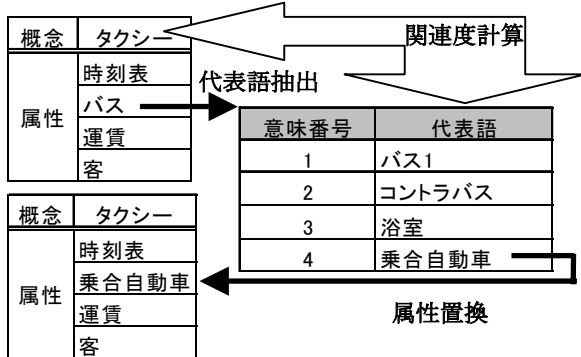 関連度計算
概念 タクシー
属性
時刻表
バス
運賃
客
代表語抽出
意味番号 代表語
1 バス1
2 コントラバス
3 浴室
4 乗合自動車
属性置換
概念 タクシー
属性
時刻表
乗合自動車
運賃
客